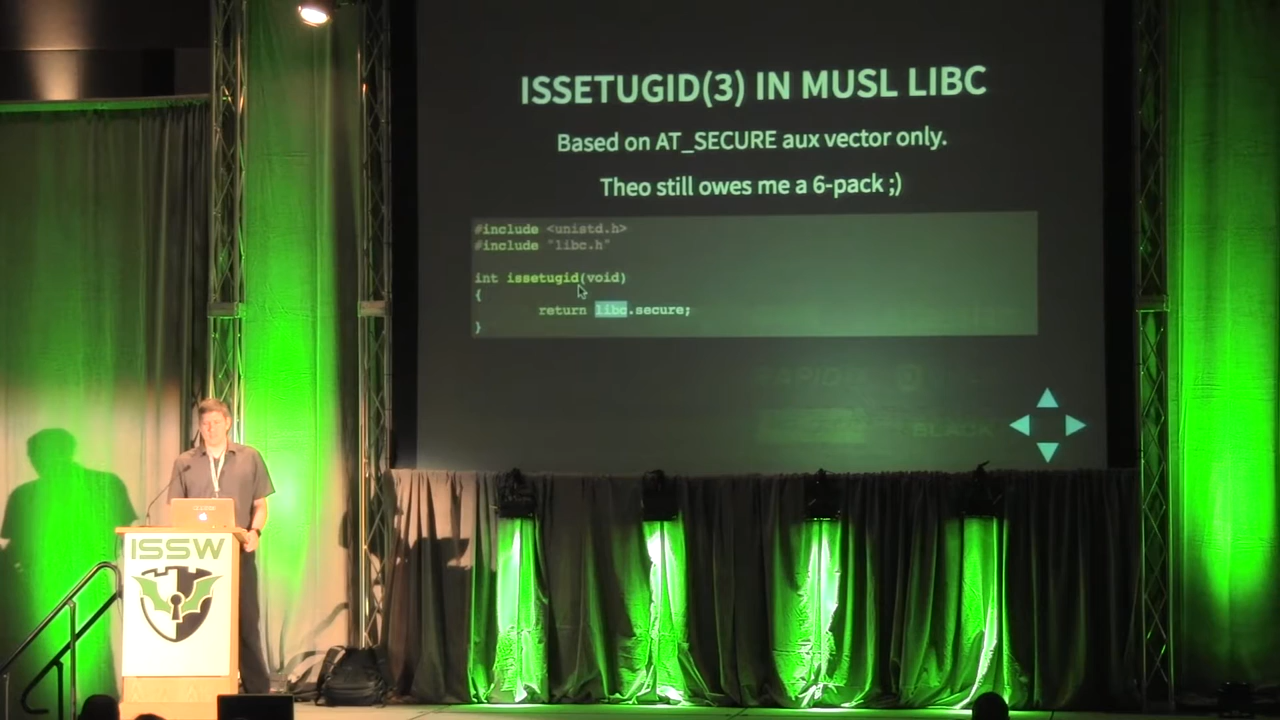 ISSETUGID(3) IN MUSL LIBC
Based on AT_SECURE aux vector only.
Theo still owes me a 6-pack ;)
#include <unistd.h>
#include "libc.h"
int issetugid(void)
{
return libc.secure;
}
ISSW